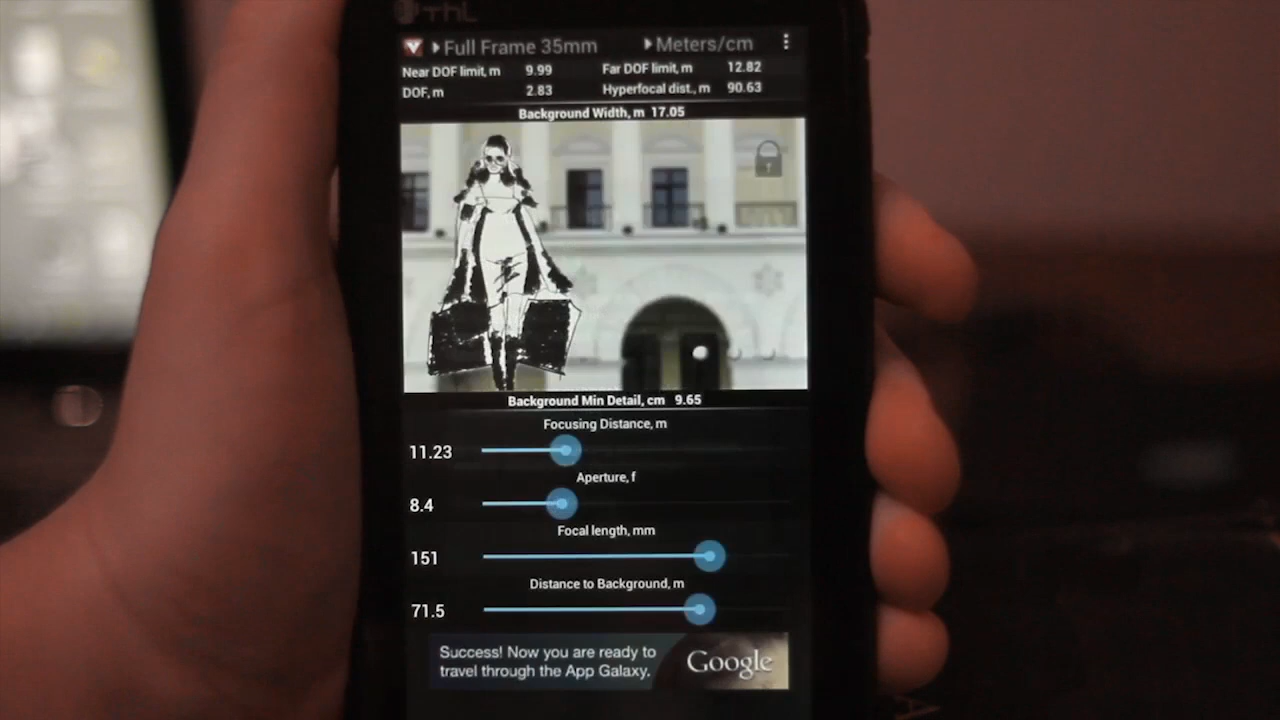 THL
Full Frame 35mm Meters/cm
Near DOF limit, m 9.99 Far DOF limit, m 12.82
DOF, m 2.83 Hyperfocal dist., m 90.63
Background Width, m 17.05
Background Min Detail, cm 9.65
Focusing Distance, m
11.23
Aperture, f
8.4
Focal length, mm
151
Distance to Background, m
71.5
Success! Now you are ready to
travel through the App Galaxy.
Google